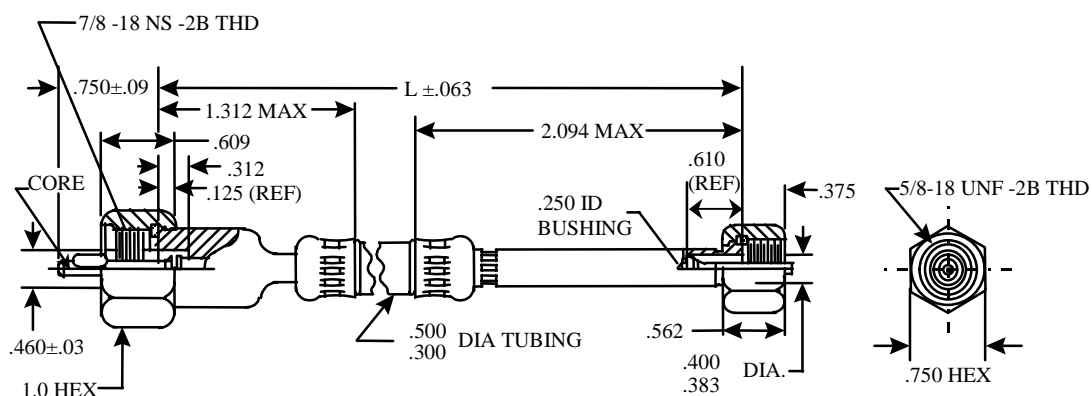 7/8 -18 NS -2B THD
.750±.09
L ±.063
1.312 MAX
2.094 MAX
.609
.312
.125 (REF)
.610
(REF)
.375
5/8-18 UNF -2B THD
CORE
.250 ID
BUSHING
.460±.03
1.0 HEX
.500
.300
DIA TUBING
.562
.400
.383
DIA.
.750 HEX